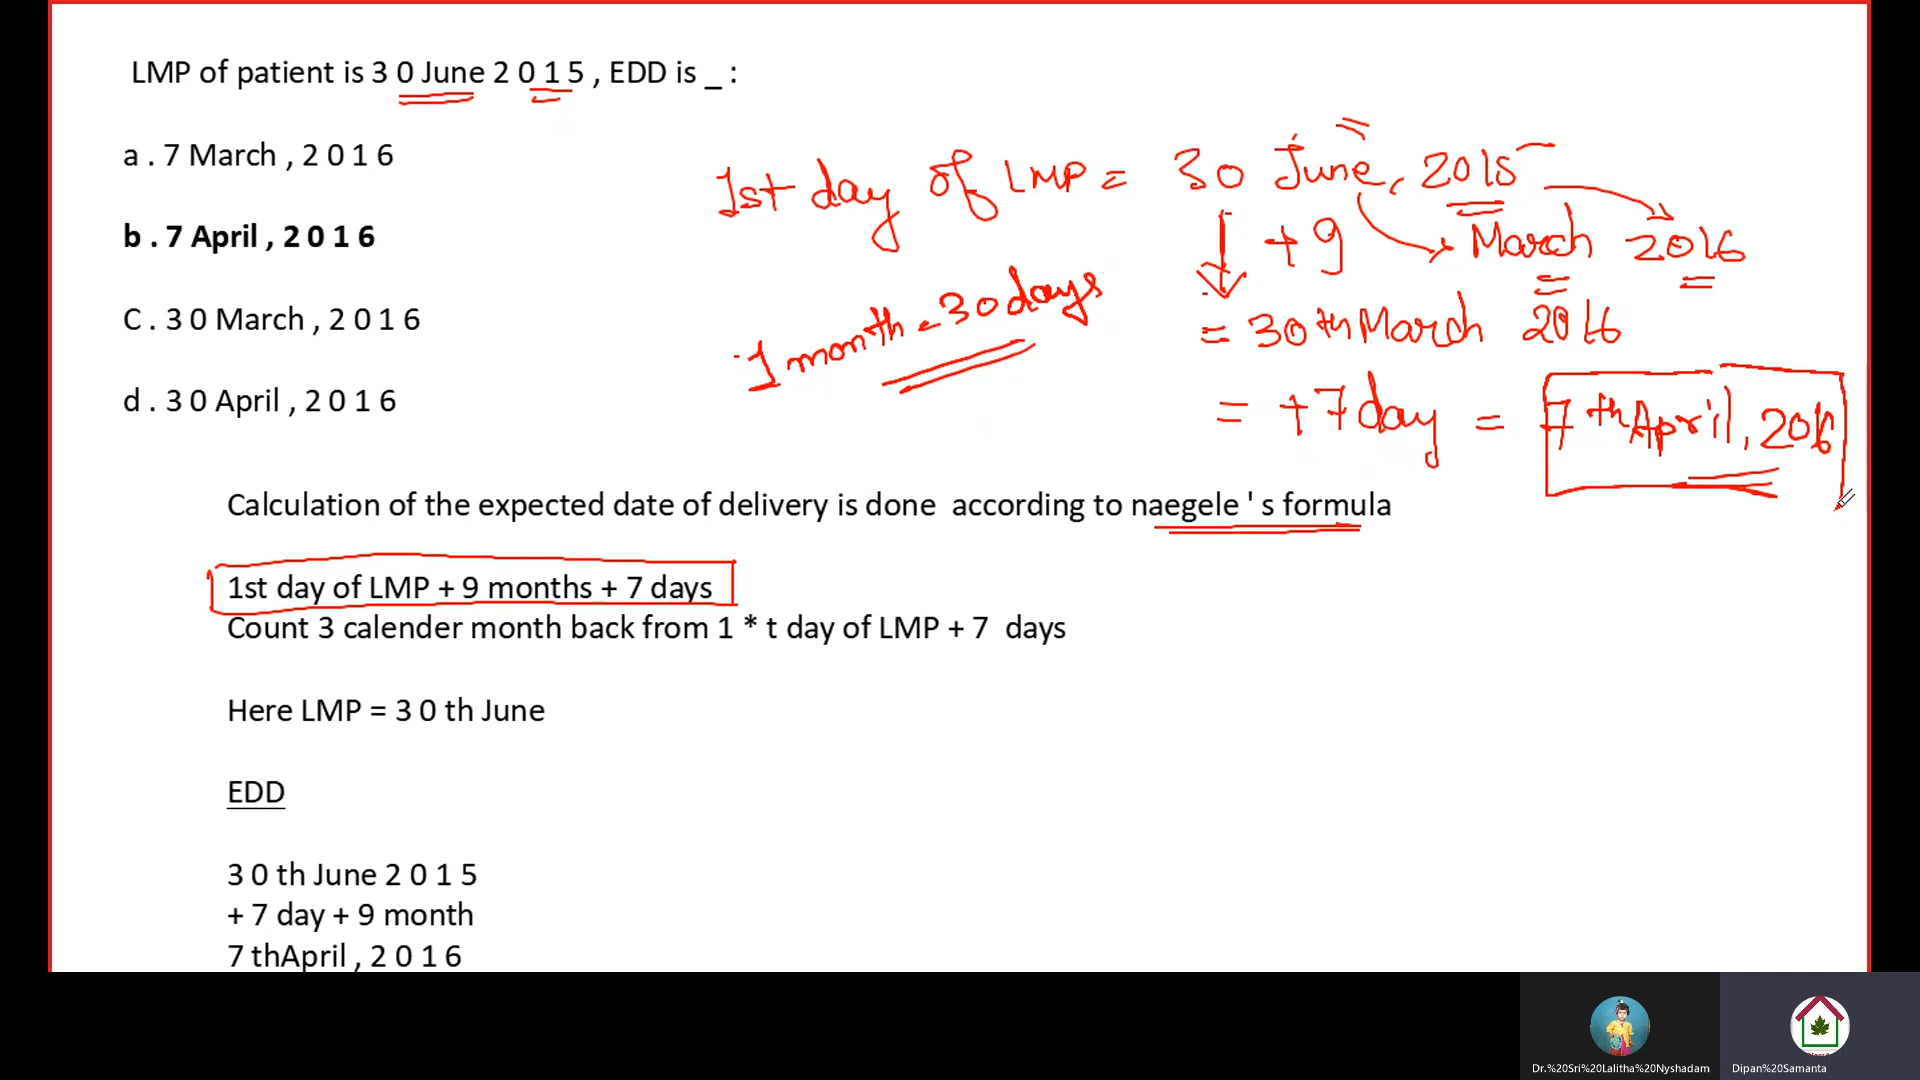 LMP of patient is 3 0 June 2 0 1 5 , EDD is _ :
a . 7 March , 2 0 1 6
b . 7 April , 2 0 1 6
C . 3 0 March , 2 0 1 6
d . 3 0 April , 2 0 1 6
1st day of LMP = 30 June, 2015
+ 9 March 2016
1 month = 30 days
= 30th March 2016
= +7 day = 7th April, 2016
Calculation of the expected date of delivery is done according to naegele ' s formula
1st day of LMP + 9 months + 7 days
Count 3 calender month back from 1 * t day of LMP + 7 days
Here LMP = 3 0 th June
EDD
3 0 th June 2 0 1 5
+ 7 day + 9 month
7 thApril , 2 0 1 6
Dr.%20Sri%20Lalitha%20Nyshadam
Dipan%20Samanta